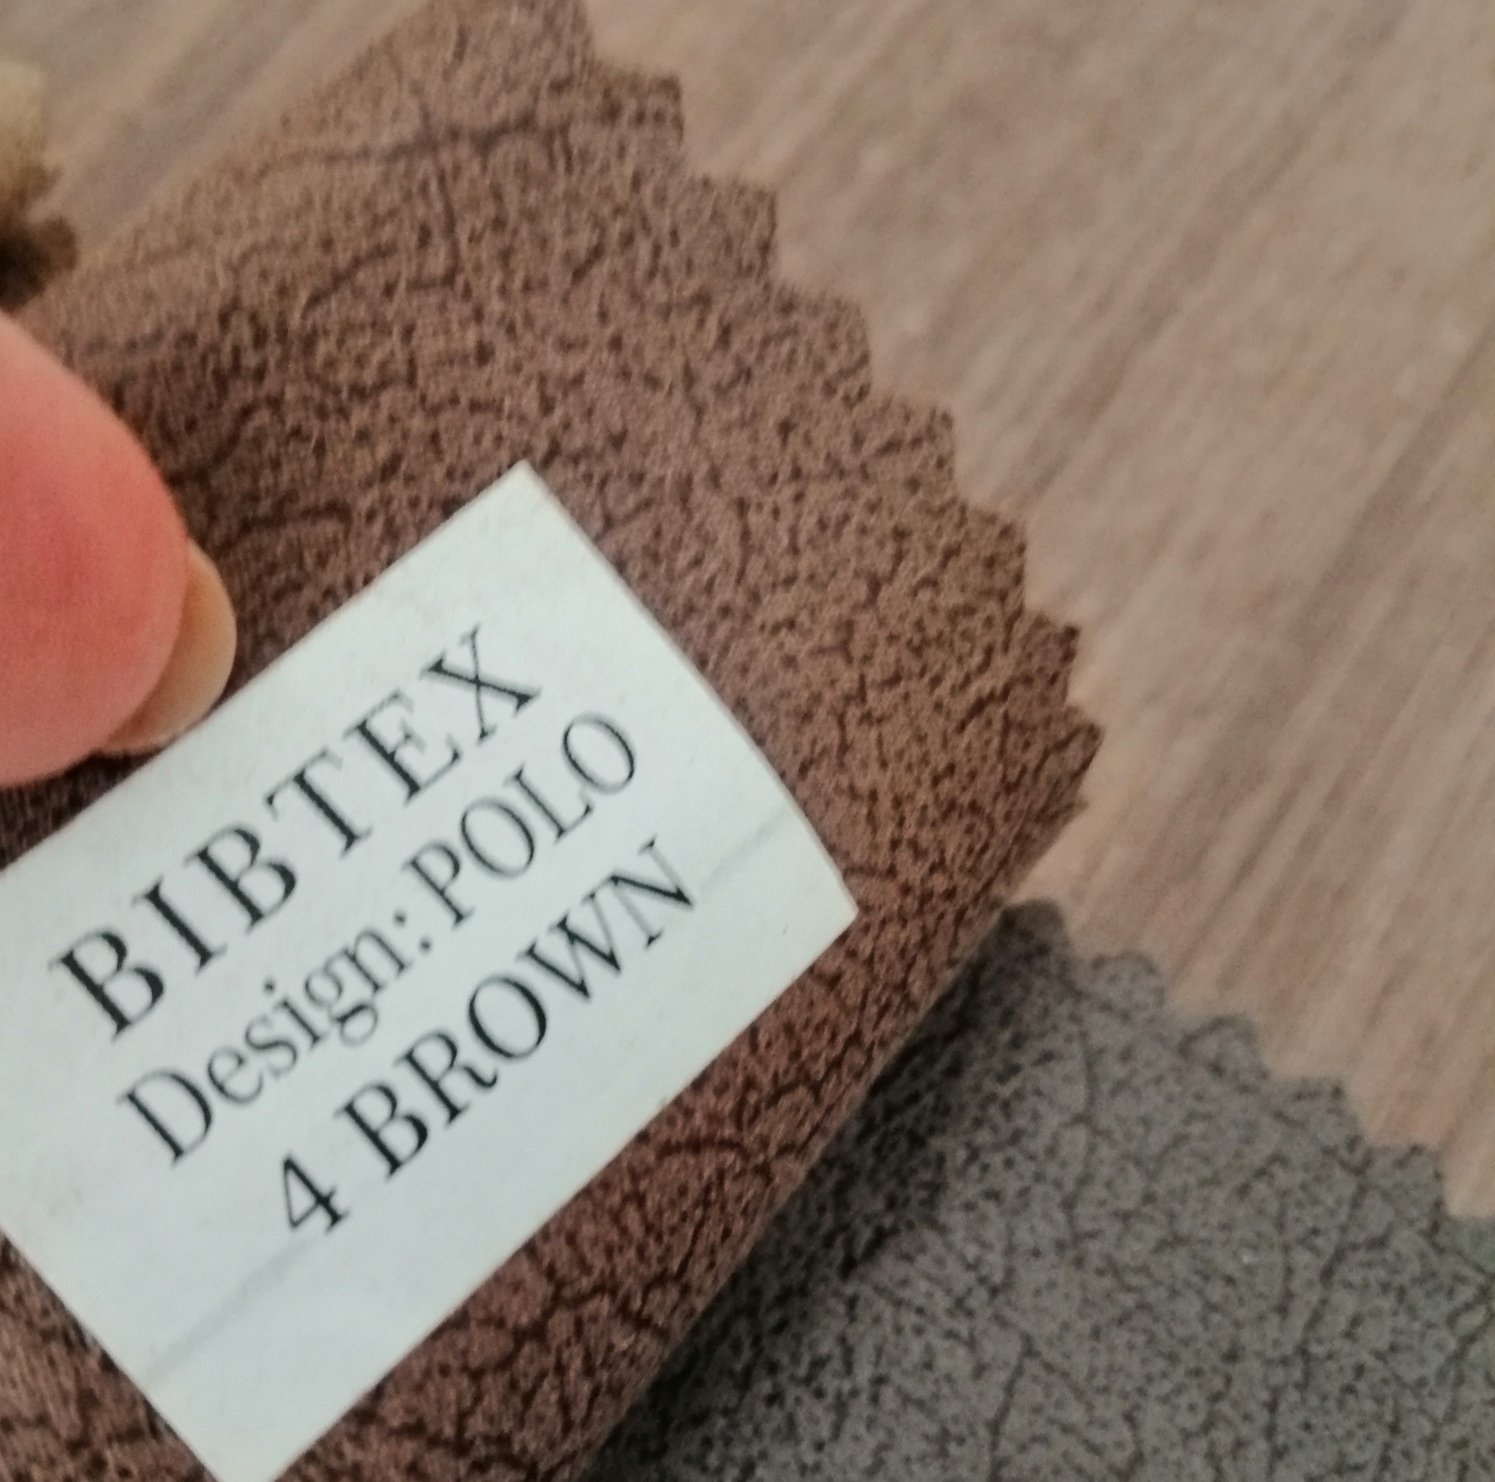 BIBTEX
Design: POLO
4 BROWN